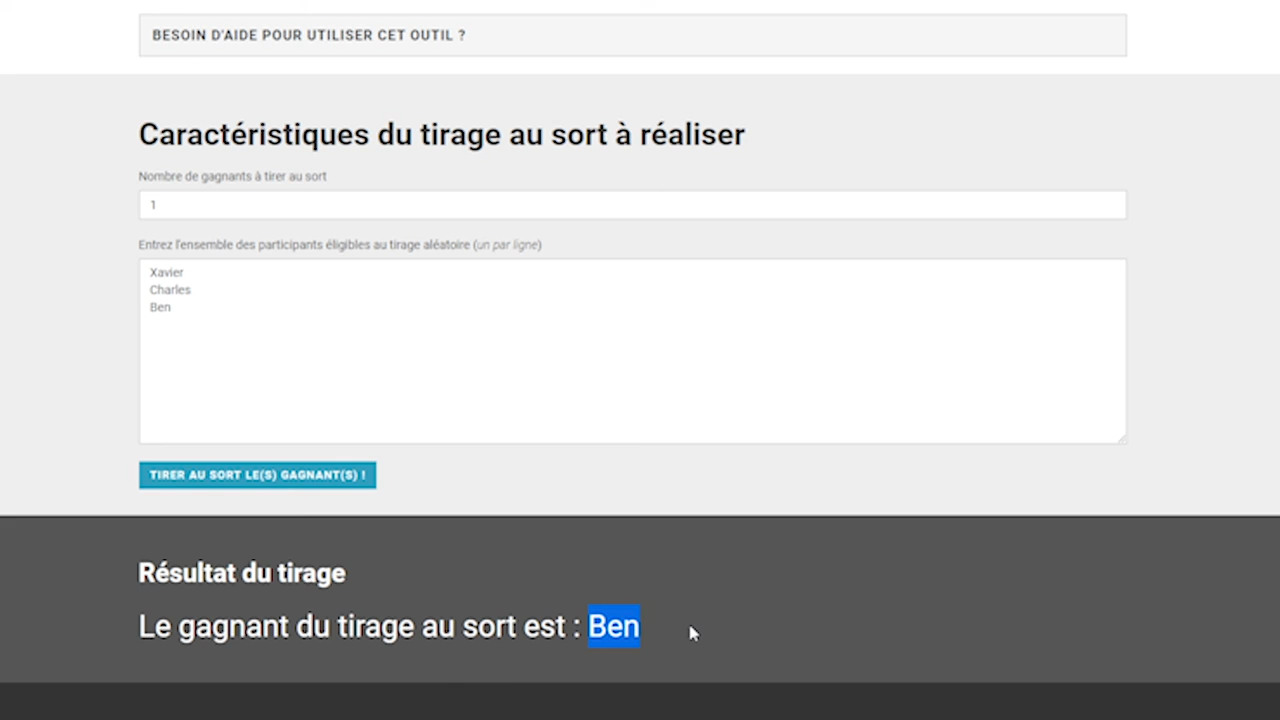 BESOIN D'AIDE POUR UTILISER CET OUTIL ?
Caractéristiques du tirage au sort à réaliser
Nombre de gagnants à tirer au sort
1
Entrez l'ensemble des participants éligibles au tirage aléatoire (un par ligne)
Xavier
Charles
Ben
TIRER AU SORT LE(S) GAGNANT(S) !
Résultat du tirage
Le gagnant du tirage au sort est : Ben